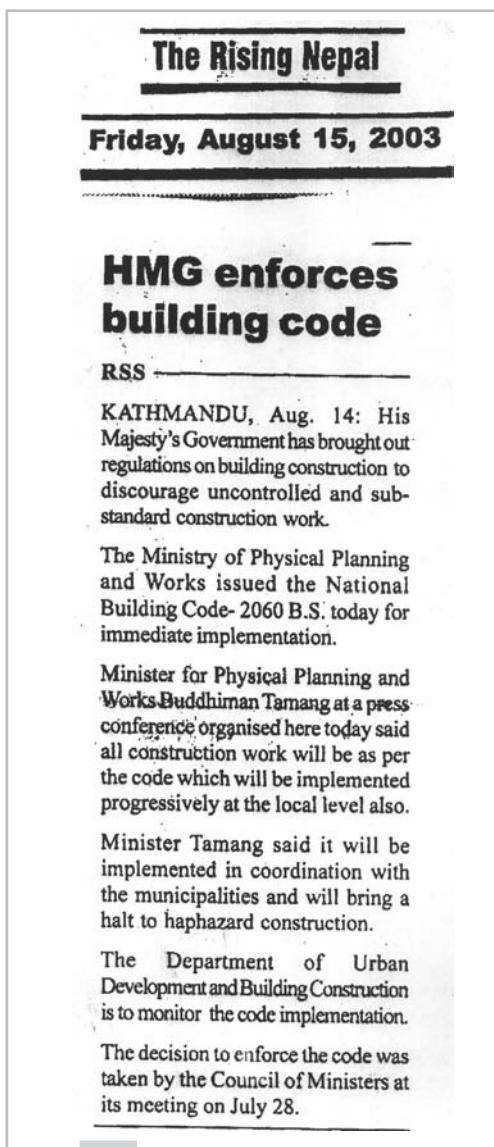 The Rising Nepal
Friday, August 15, 2003
HMG enforces
building code
RSS
KATHMANDU, Aug. 14: His
Majesty's Government has brought out
regulations on building construction to
discourage uncontrolled and sub-
standard construction work.
The Ministry of Physical Planning
and Works issued the National
Building Code- 2060 B.S. today for
immediate implementation.
Minister for Physical Planning and
Works Buddhiman Tamang at a press
conference organised here today said
all construction work will be as per
the code which will be implemented
progressively at the local level also.
Minister Tamang said it will be
implemented in coordination with
the municipalities and will bring a
halt to haphazard construction.
The Department of Urban
Development and Building Construction
is to monitor the code implementation.
The decision to enforce the code was
taken by the Council of Ministers at
its meeting on July 28.